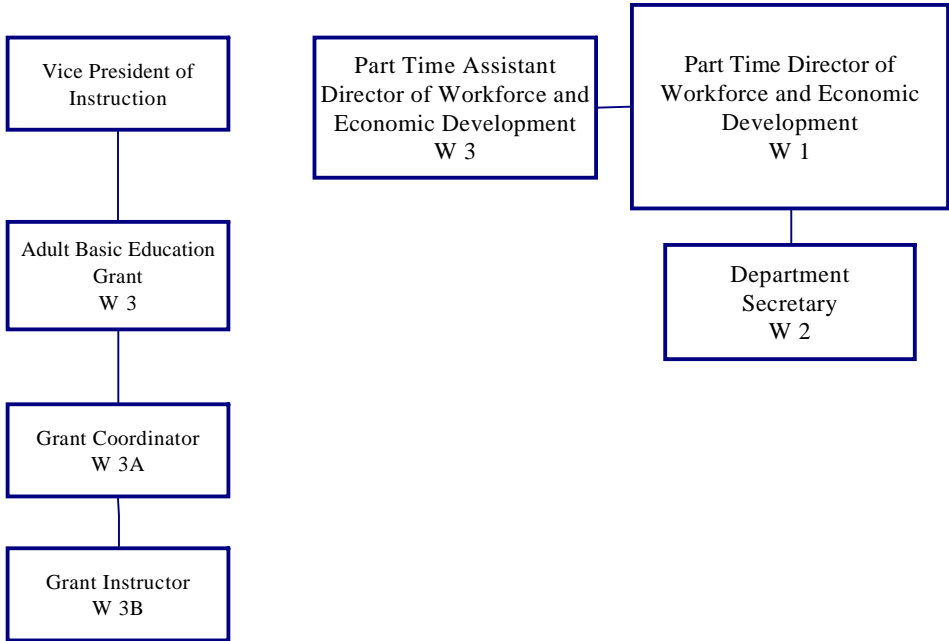 Vice President of
Instruction
Part Time Assistant
Director of Workforce and
Economic Development
W 3
Part Time Director of
Workforce and Economic
Development
W 1
Adult Basic Education
Grant
W 3
Department
Secretary
W 2
Grant Coordinator
W 3A
Grant Instructor
W 3B